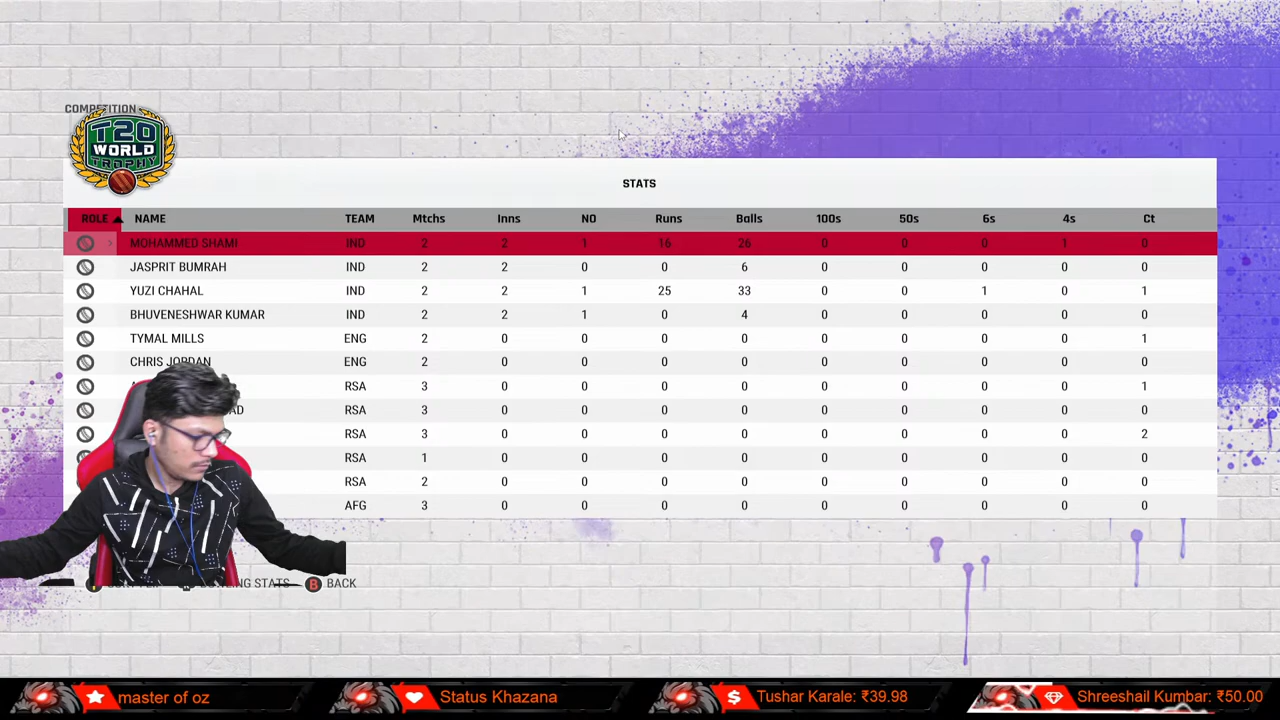 COMPETITION
T20
WORLD
TROPHY
STATS
ROLE NAME TEAM Mtchs Inns NO Runs Balls 100s 50s 6s 4s Ct
MOHAMMED SHAMI IND 2 2 1 16 26 0 0 0 1 0
JASPRIT BUMRAH IND 2 2 0 0 6 0 0 0 0 0
YUZI CHAHAL IND 2 2 1 25 33 0 0 1 0 1
BHUVENESHWAR KUMAR IND 2 2 1 0 4 0 0 0 0 0
TYMAL MILLS ENG 2 0 0 0 0 0 0 0 0 1
CHRIS JORDAN ENG 2 0 0 0 0 0 0 0 0 0
RSA 3 0 0 0 0 0 0 0 0 1
RSA 3 0 0 0 0 0 0 0 0 0
RSA 3 0 0 0 0 0 0 0 0 2
RSA 1 0 0 0 0 0 0 0 0 0
RSA 2 0 0 0 0 0 0 0 0 0
AFG 3 0 0 0 0 0 0 0 0 0
STATS B BACK
master of oz Status Khazana $ Tushar Karale: ₹39.98 Shreeshail Kumbar: ₹50.00